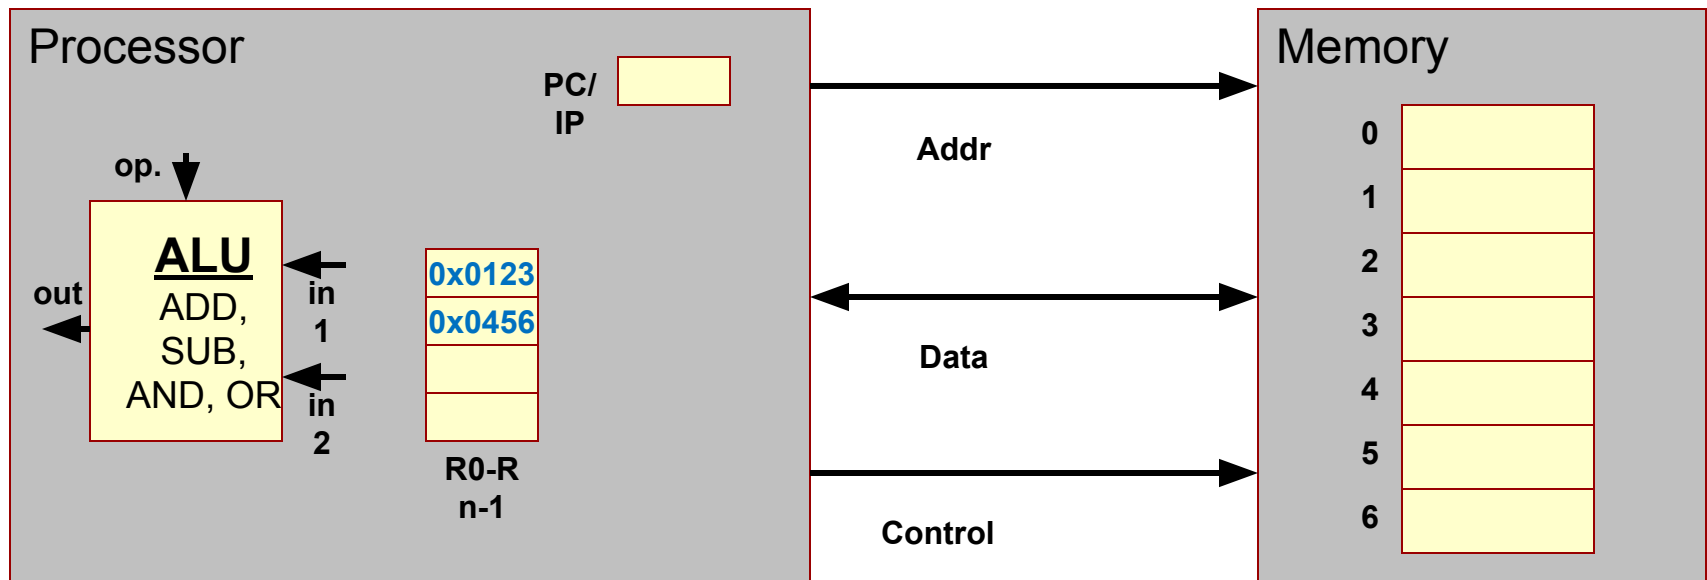 Processor
PC/
IP
op.
ALU
ADD,
SUB,
AND, OR
out
in
1
in
2
0x0123
0x0456
R0-R
n-1
Addr
Data
Control
Memory
0
1
2
3
4
5
6